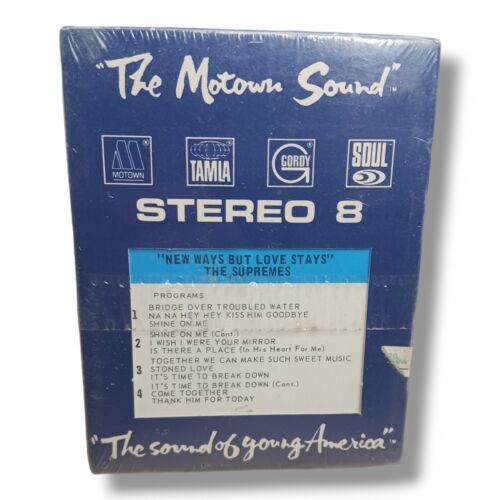 "The Motown Sound"™
M® MOTOWN ® TAMLA G® GORDY SOUL®
STEREO 8
"NEW WAYS BUT LOVE STAYS"
THE SUPREMES
PROGRAMS
BRIDGE OVER TROUBLED WATER
1 NA NA HEY HEY KISS HIM GOODBYE
SHINE ON ME
SHINE ON ME (Cont.)
2 I WISH I WERE YOUR MIRROR
IS THERE A PLACE (In His Heart For Me)
TOGETHER WE CAN MAKE SUCH SWEET MUSIC
3 STONED LOVE
IT'S TIME TO BREAK DOWN
IT'S TIME TO BREAK DOWN (Cont.)
4 COME TOGETHER
THANK HIM FOR TODAY
"The sound of young America"™